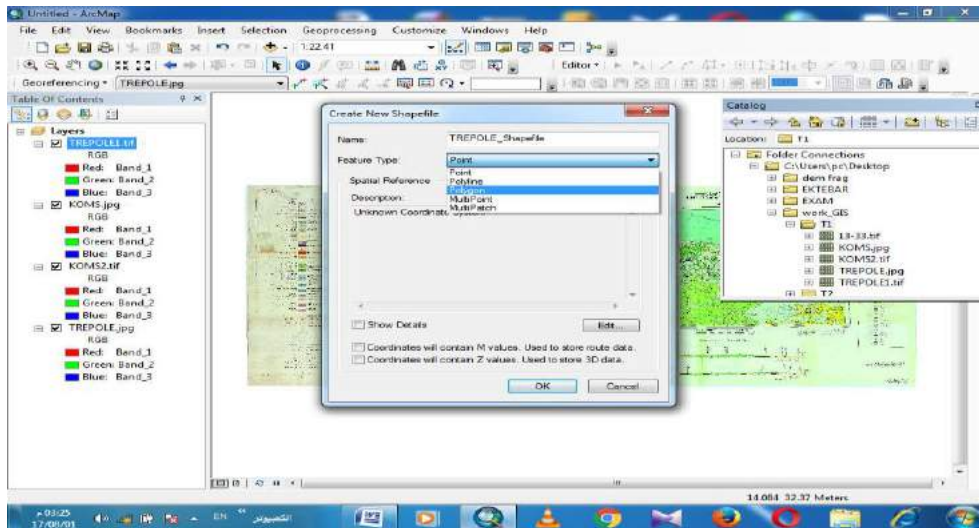 Untitled - ArcMap
File Edit View Bookmarks Insert Selection Geoprocessing Customize Windows Help
1:22.41
Editor
Georeferencing TREPOLE.jpg
Table Of Contents
Layers
TREPOLE1.tif
RGB
Red: Band_1
Green: Band_2
Blue: Band_3
KOMS.jpg
RGB
Red: Band_1
Green: Band_2
Blue: Band_3
KOMS2.tif
RGB
Red: Band_1
Green: Band_2
Blue: Band_3
TREPOLE.jpg
RGB
Red: Band_1
Green: Band_2
Blue: Band_3
Create New Shapefile
Name: TREPOLE_Shapefile
Feature Type: Point
Point
Polyline
Polygon
MultiPoint
MultiPatch
Spatial Reference
Description:
Unknown Coordinate System
Show Details
Edit...
Coordinates will contain M values. Used to store route data.
Coordinates will contain Z values. Used to store 3D data.
OK Cancel
Catalog
Location: T1
Folder Connections
C:\Users\pc\Desktop
dem frag
EKTEBAR
EXAM
work_GIS
T1
13-33.tif
KOMS.jpg
KOMS2.tif
TREPOLE.jpg
TREPOLE1.tif
T2
14.084 32.37 Meters
03:25
17/08/01
EN
الكمبيوتر